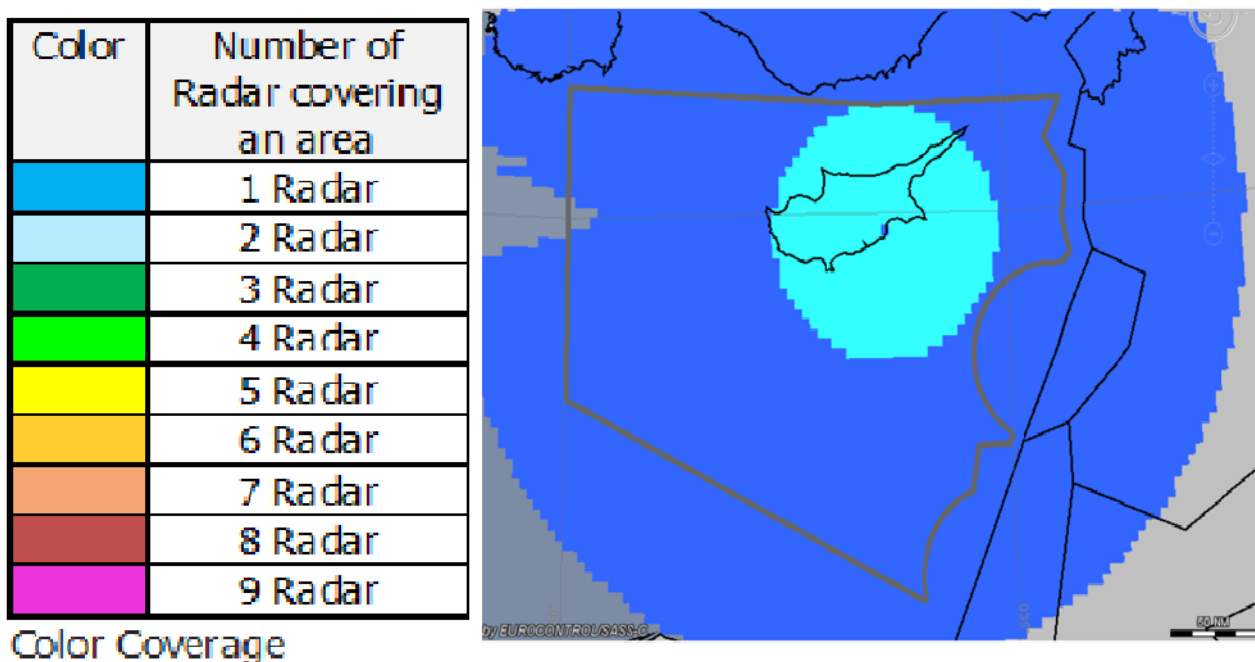 Color
Number of
Radar covering
an area
1 Radar
2 Radar
3 Radar
4 Radar
5 Radar
6 Radar
7 Radar
8 Radar
9 Radar
Color Coverage
by EUROCONTROL/SASS-C
50 NM